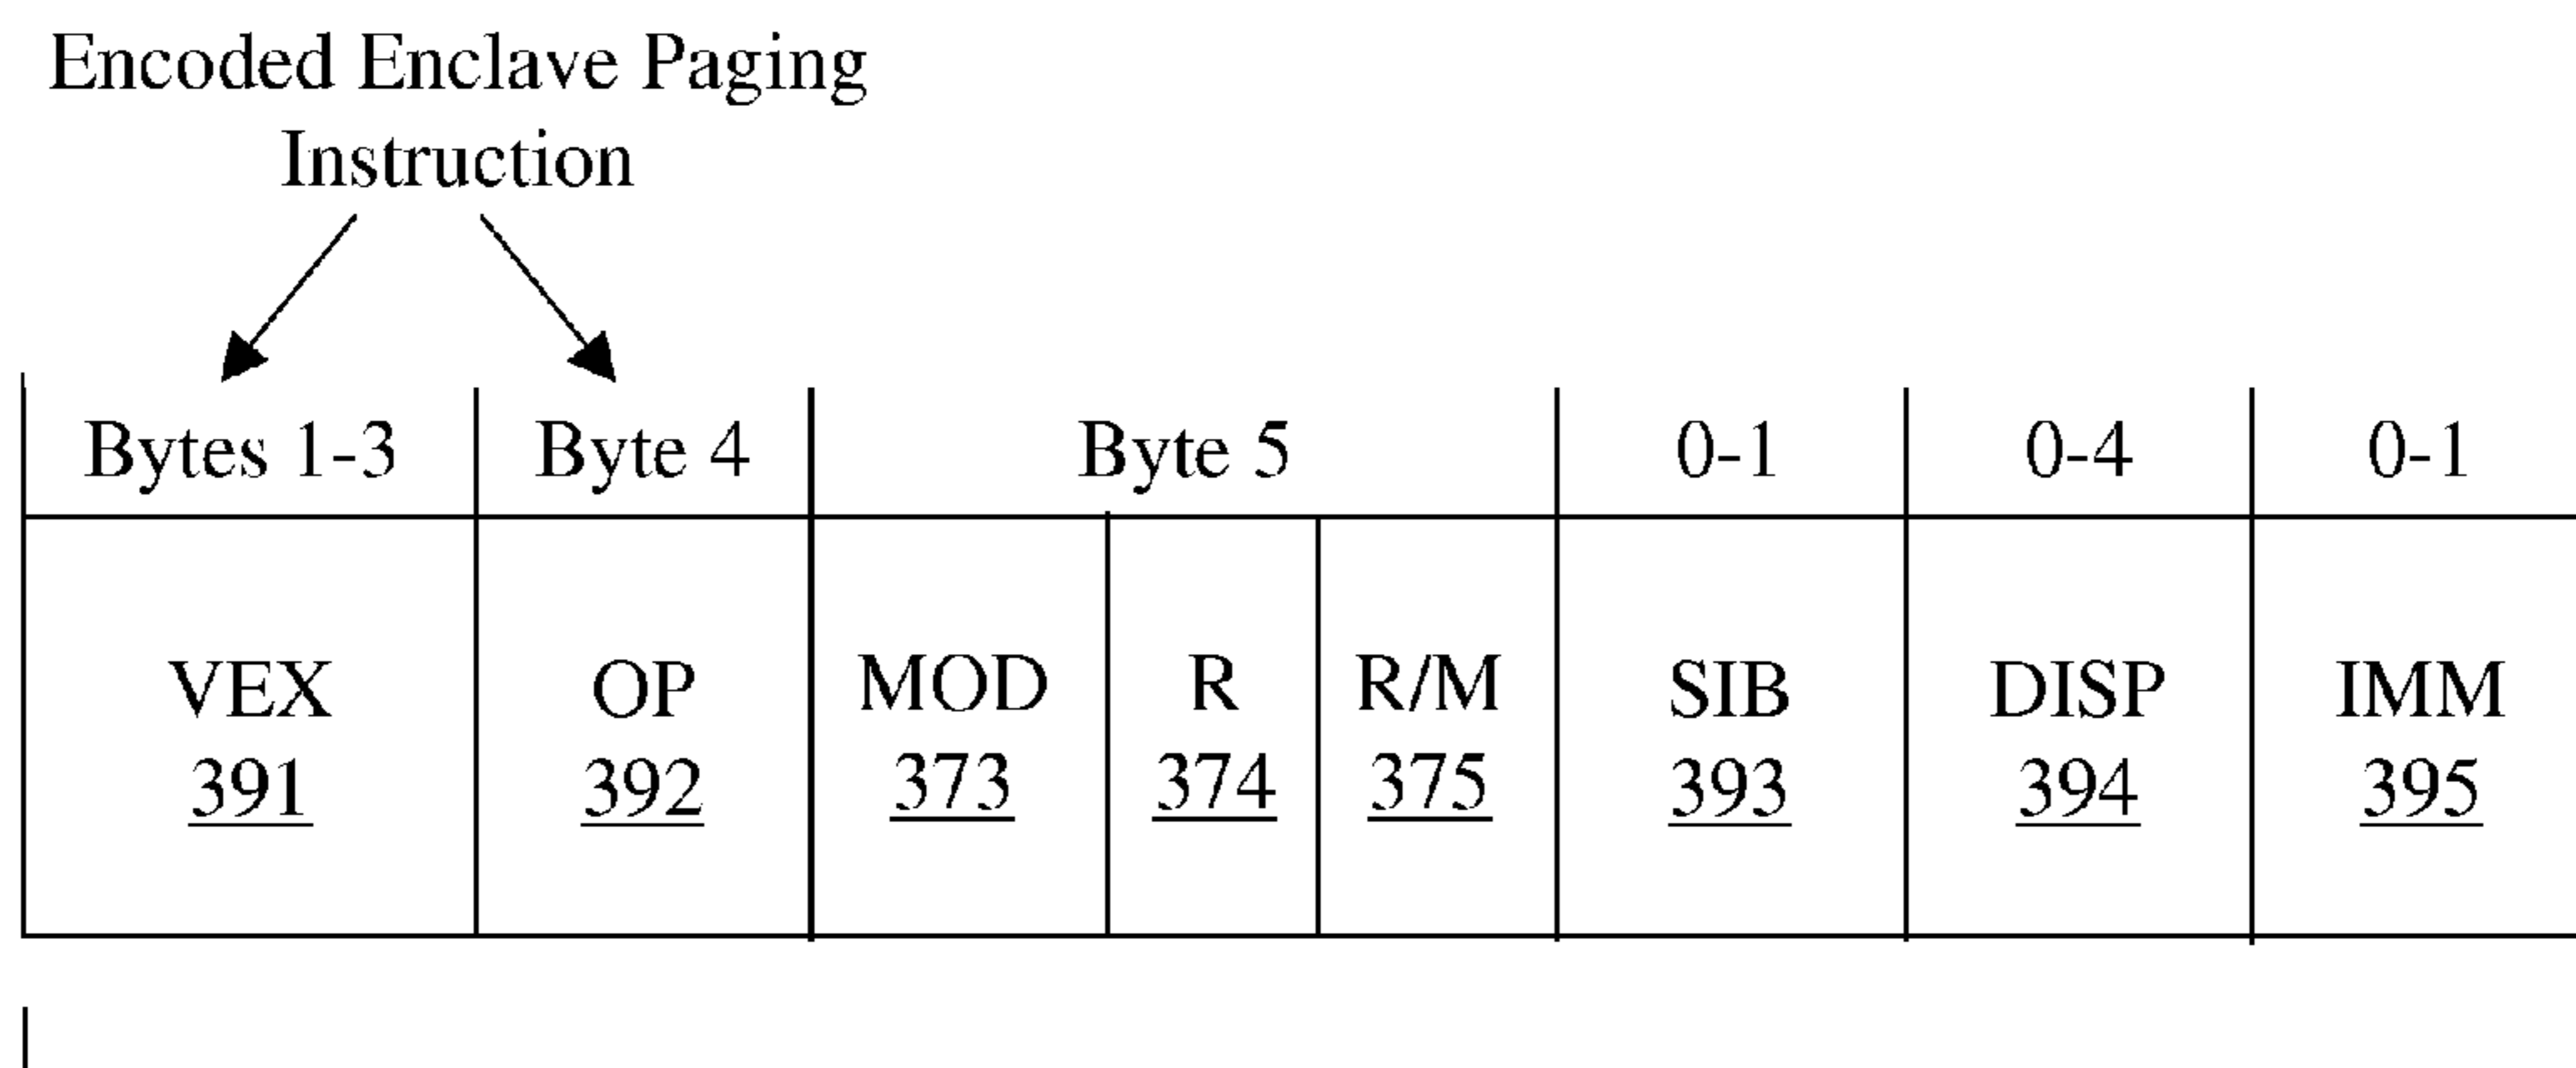 Encoded Enclave Paging
Instruction
Bytes 1-3 Byte 4 Byte 5 0-1 0-4 0-1
VEX OP MOD R R/M SIB DISP IMM
391 392 373 374 375 393 394 395